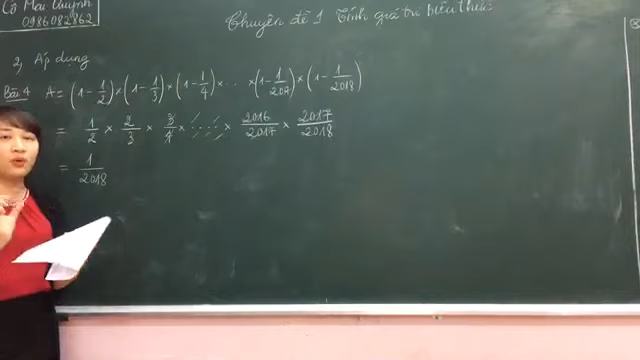 Cô Mai Quỳnh
0986082862
Chuyên đề 1 Tính giá trị biểu thức
2, Áp dụng
Bài 4 A = (1 - 1/2) × (1 - 1/3) × (1 - 1/4) × ... × (1 - 1/2017) × (1 - 1/2018)
= 1/2 × 2/3 × 3/4 × ..... × 2016/2017 × 2017/2018
= 1/2018